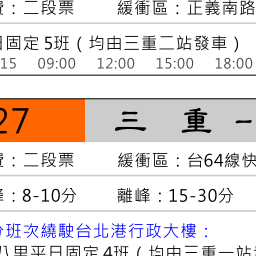 費：二段票 緩衝區：正義南路
日固定5班（均由三重二站發車）
15 09:00 12:00 15:00 18:00
27 三 重 一
費：二段票 緩衝區：台64線快
峰：8-10分 離峰：15-30分
分班次繞駛台北港行政大樓：
八里平日固定4班（均由三重一站